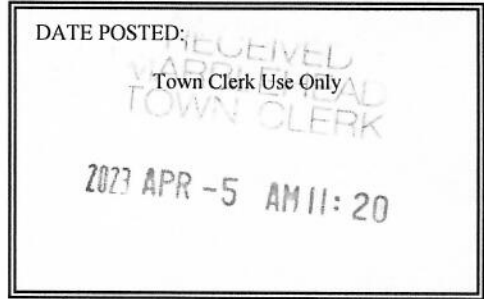 DATE POSTED:
RECEIVED
MARBLEHEAD
Town Clerk Use Only
TOWN CLERK
2023 APR -5 AM 11: 20